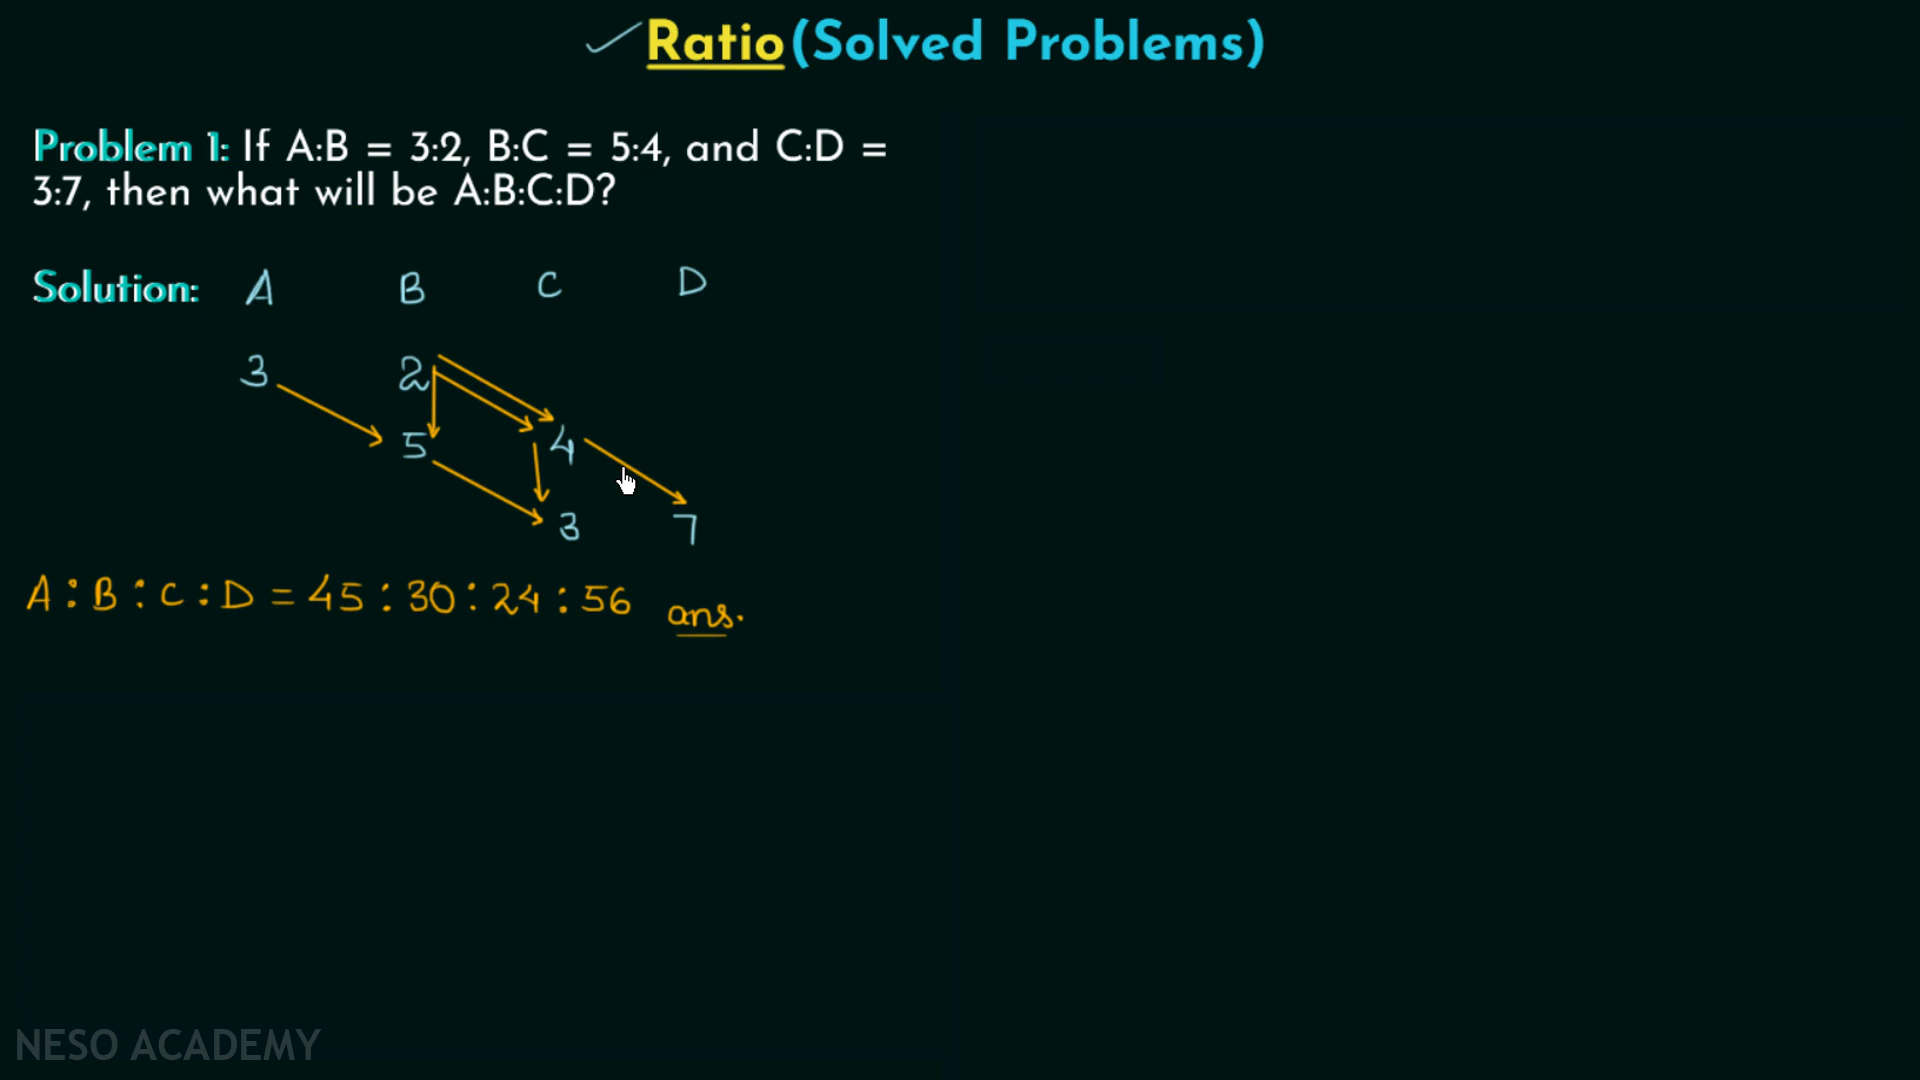 Ratio (Solved Problems)
Problem 1: If A:B = 3:2, B:C = 5:4, and C:D =
3:7, then what will be A:B:C:D?
Solution: A B C D
3 2
5 4
3 7
A : B : C : D = 45 : 30 : 24 : 56 ans.
NESO ACADEMY